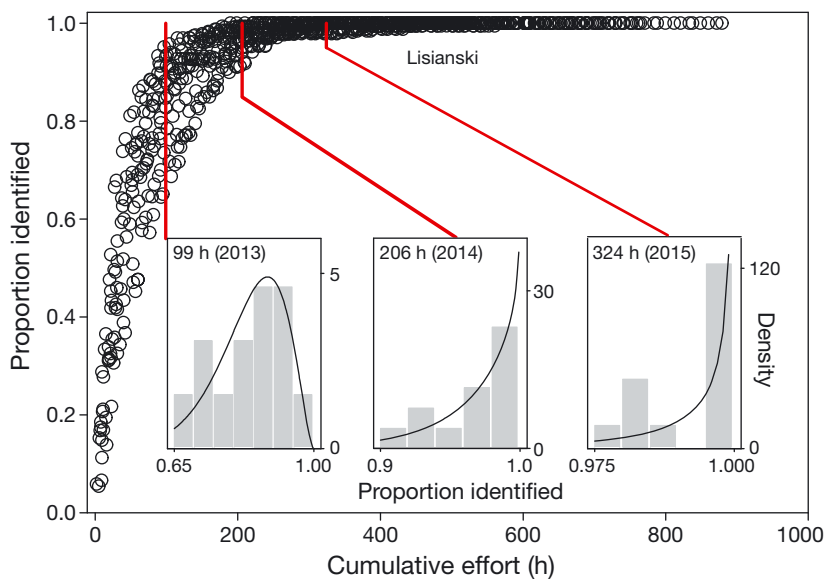 1.0
0.8
0.6
0.4
0.2
0.0
Proportion identified
Lisianski
99 h (2013)
5
0
0.65 1.00
206 h (2014)
30
0
0.9 1.0
324 h (2015)
120
0
Density
0.975 1.000
Proportion identified
0 200 400 600 800 1000
Cumulative effort (h)